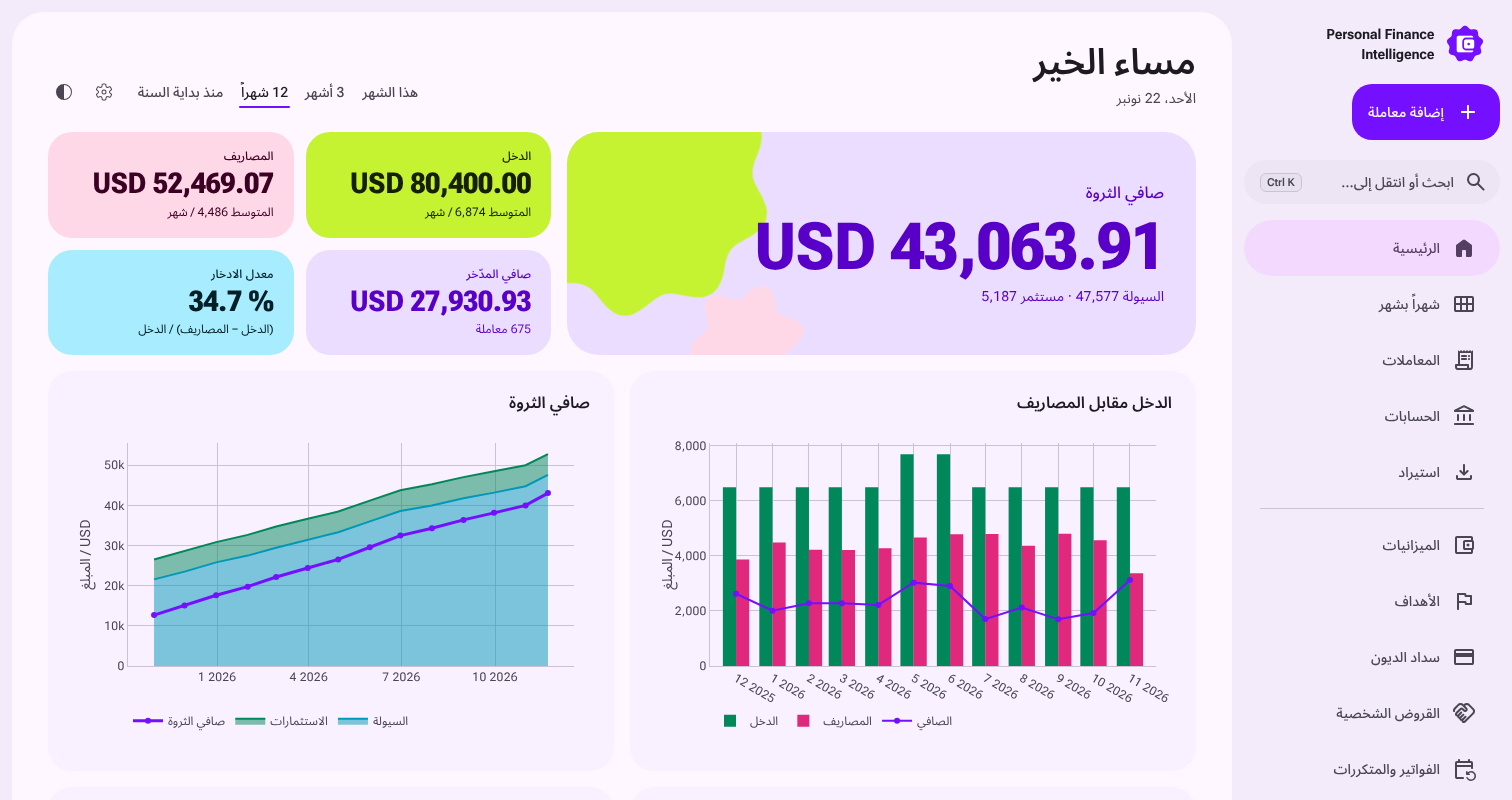 Personal Finance
Intelligence
إضافة معاملة
ابحث أو انتقل إلى...
Ctrl K
الرئيسية
شهراً بشهر
المعاملات
الحسابات
استيراد
الميزانيات
الأهداف
سداد الديون
القروض الشخصية
الفواتير والمتكررات
مساء الخير
الأحد، 22 نونبر
هذا الشهر
3 أشهر
12 شهراً
منذ بداية السنة
صافي الثروة
USD 43,063.91
السيولة 47,577 · مستثمر 5,187
الدخل
USD 80,400.00
المتوسط 6,874 / شهر
المصاريف
USD 52,469.07
المتوسط 4,486 / شهر
صافي المدّخر
USD 27,930.93
675 معاملة
معدل الادخار
34.7 %
(الدخل − المصاريف) / الدخل
الدخل مقابل المصاريف
المبلغ / USD
8,000
6,000
4,000
2,000
0
12 2025
1 2026
2 2026
3 2026
4 2026
5 2026
6 2026
7 2026
8 2026
9 2026
10 2026
11 2026
الدخل
المصاريف
الصافي
صافي الثروة
المبلغ / USD
50k
40k
30k
20k
10k
0
1 2026
4 2026
7 2026
10 2026
صافي الثروة
الاستثمارات
السيولة